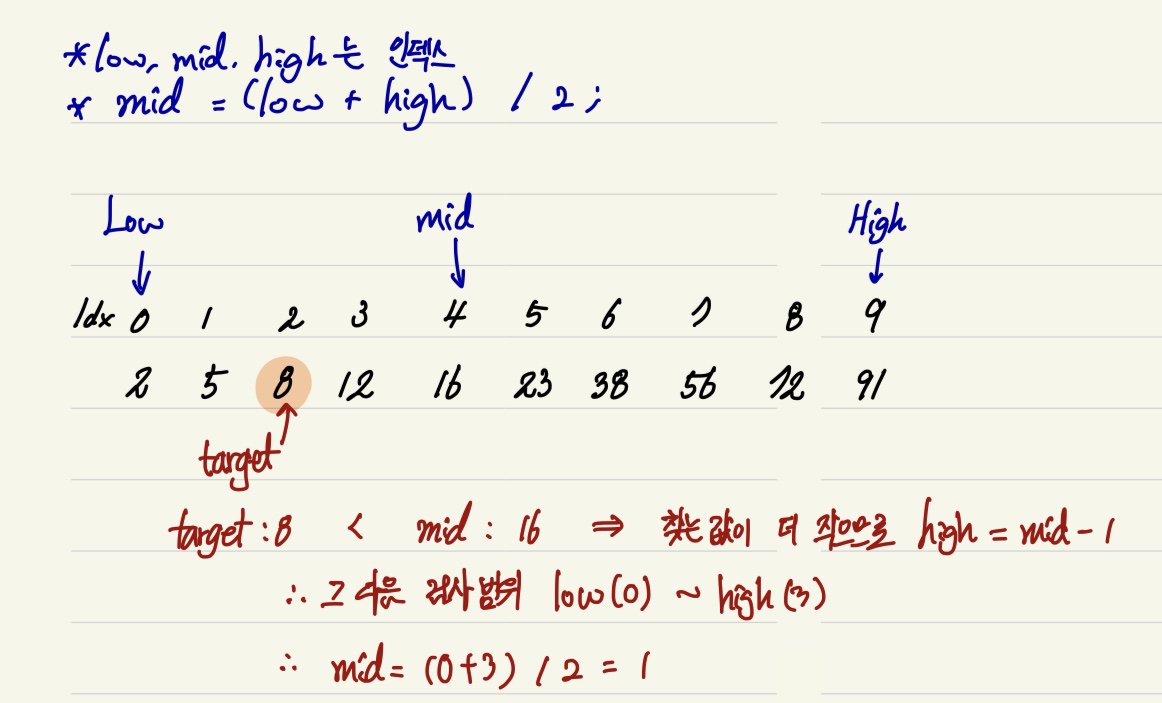 *low, mid. high는 인덱스
* mid = (low + high) / 2;
Low mid High
Idx 0 1 2 3 4 5 6 7 8 9
2 5 8 12 16 23 38 56 72 91
target
target : 8 < mid : 16 ⇒ 찾는 값이 더 작으므로 high = mid - 1
∴ 그 다음 검사 범위 low(0) ~ high(3)
∴ mid = (0+3) / 2 = 1